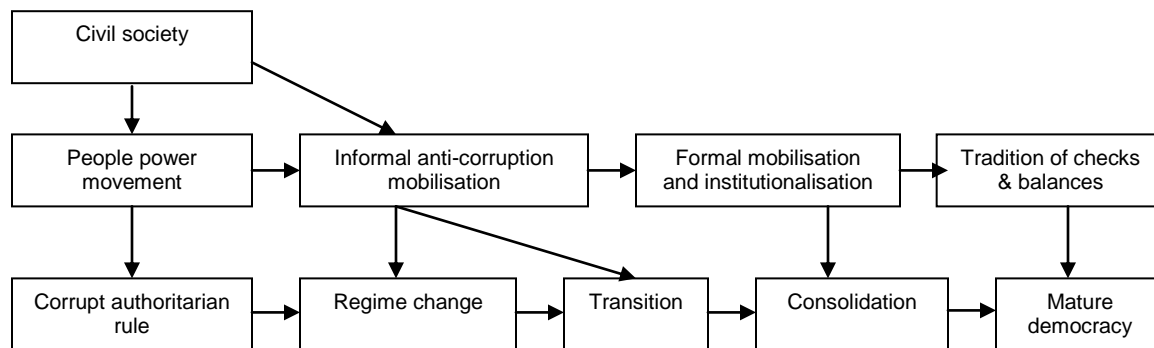 Civil society
People power
movement
Informal anti-corruption
mobilisation
Formal mobilisation
and institutionalisation
Tradition of checks
& balances
Corrupt authoritarian
rule
Regime change
Transition
Consolidation
Mature
democracy